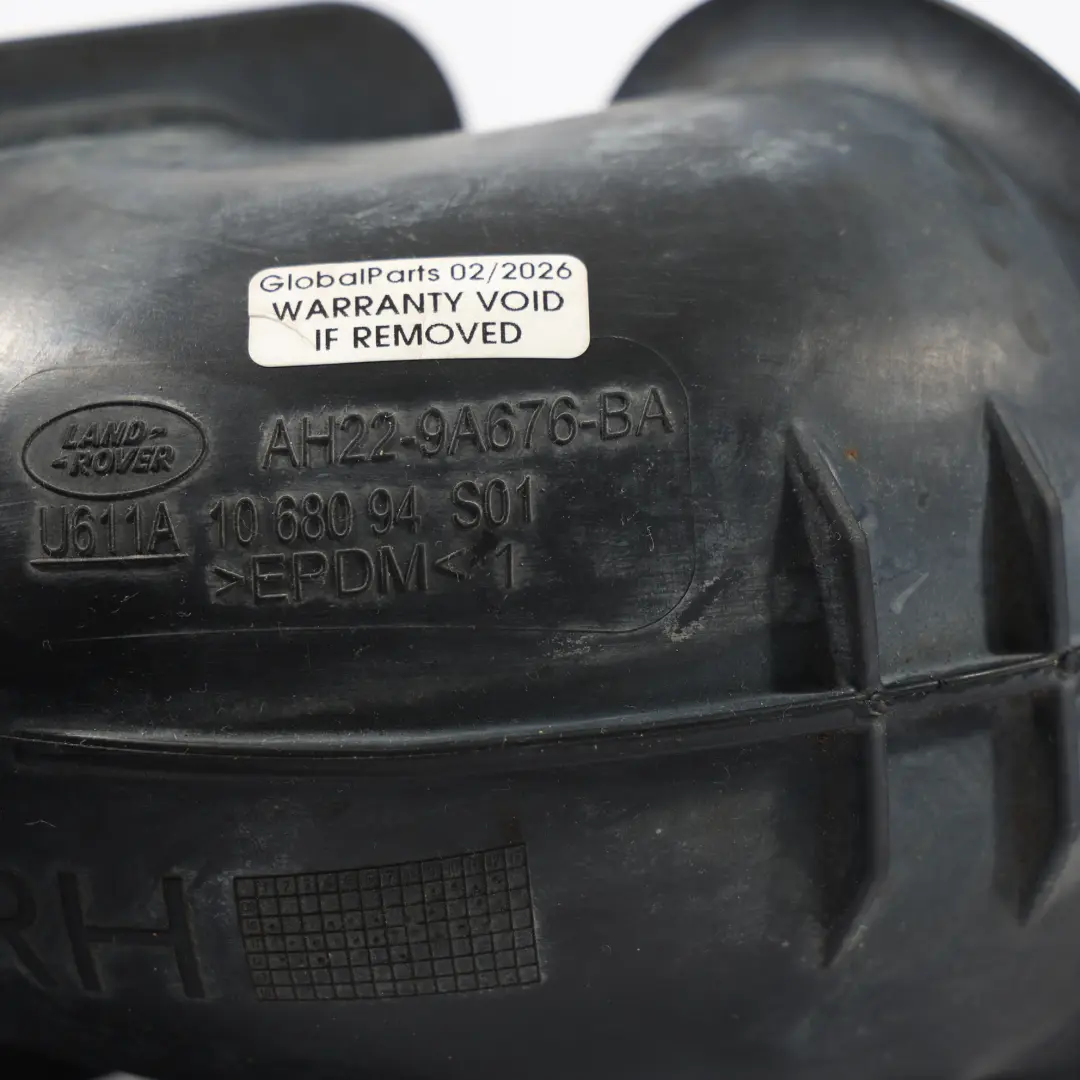 GlobalParts 02/2026
WARRANTY VOID
IF REMOVED
LAND-
-ROVER
AH22-9A676-BA
U611A 10 680 94 S01
>EPDM< 1
RH